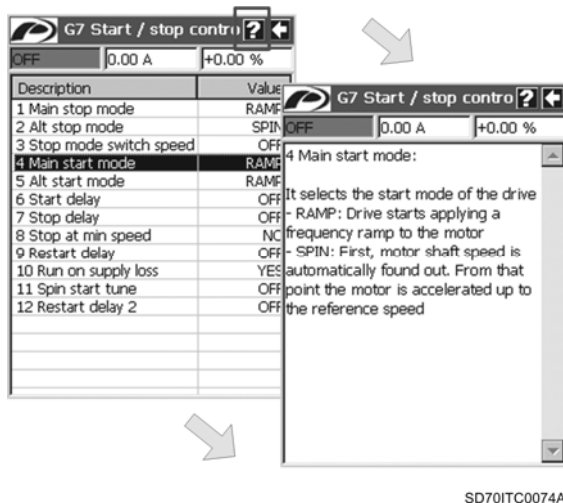 G7 Start / stop contro ?
OFF 0.00 A +0.00 %
Description Value
1 Main stop mode RAMP
2 Alt stop mode SPIN
3 Stop mode switch speed OFF
4 Main start mode RAMP
5 Alt start mode RAMP
6 Start delay OFF
7 Stop delay OFF
8 Stop at min speed NO
9 Restart delay OFF
10 Run on supply loss YES
11 Spin start tune OFF
12 Restart delay 2 OFF
G7 Start / stop contro ?
OFF 0.00 A +0.00 %
4 Main start mode:
It selects the start mode of the drive
- RAMP: Drive starts applying a
frequency ramp to the motor
- SPIN: First, motor shaft speed is
automatically found out. From that
point the motor is accelerated up to
the reference speed
SD70ITC0074A